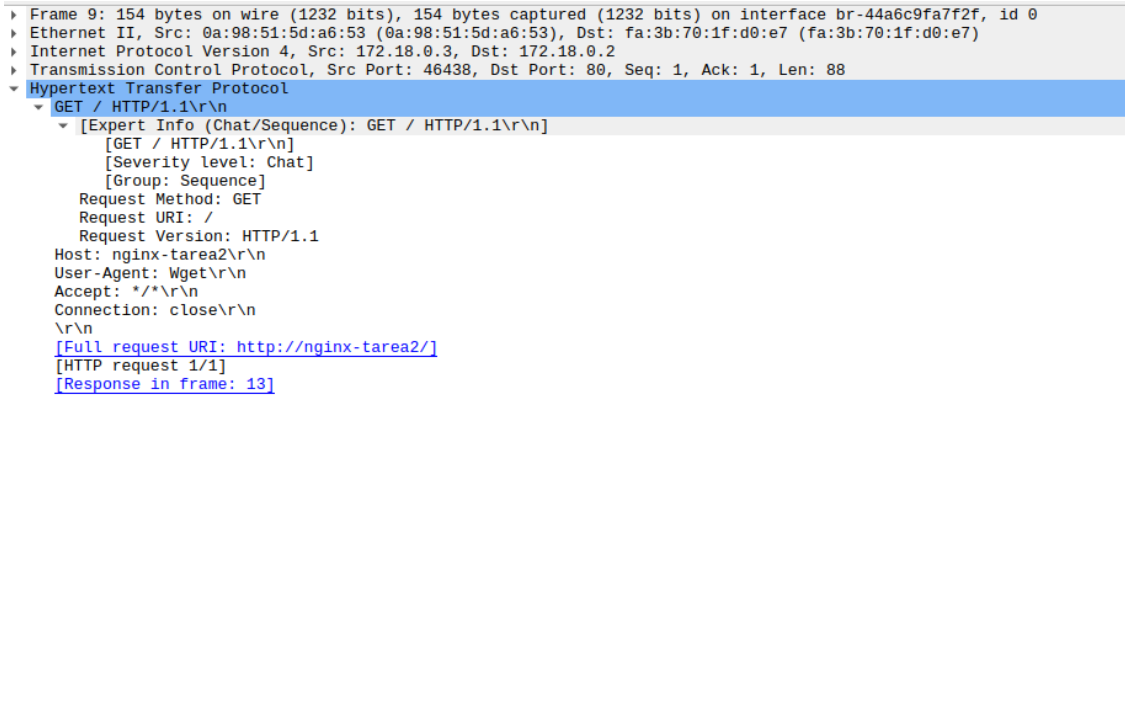 Frame 9: 154 bytes on wire (1232 bits), 154 bytes captured (1232 bits) on interface br-44a6c9fa7f2f, id 0
Ethernet II, Src: 0a:98:51:5d:a6:53 (0a:98:51:5d:a6:53), Dst: fa:3b:70:1f:d0:e7 (fa:3b:70:1f:d0:e7)
Internet Protocol Version 4, Src: 172.18.0.3, Dst: 172.18.0.2
Transmission Control Protocol, Src Port: 46438, Dst Port: 80, Seq: 1, Ack: 1, Len: 88
Hypertext Transfer Protocol
GET / HTTP/1.1\r\n
[Expert Info (Chat/Sequence): GET / HTTP/1.1\r\n]
[GET / HTTP/1.1\r\n]
[Severity level: Chat]
[Group: Sequence]
Request Method: GET
Request URI: /
Request Version: HTTP/1.1
Host: nginx-tarea2\r\n
User-Agent: Wget\r\n
Accept: */*\r\n
Connection: close\r\n
\r\n
[Full request URI: http://nginx-tarea2/]
[HTTP request 1/1]
[Response in frame: 13]